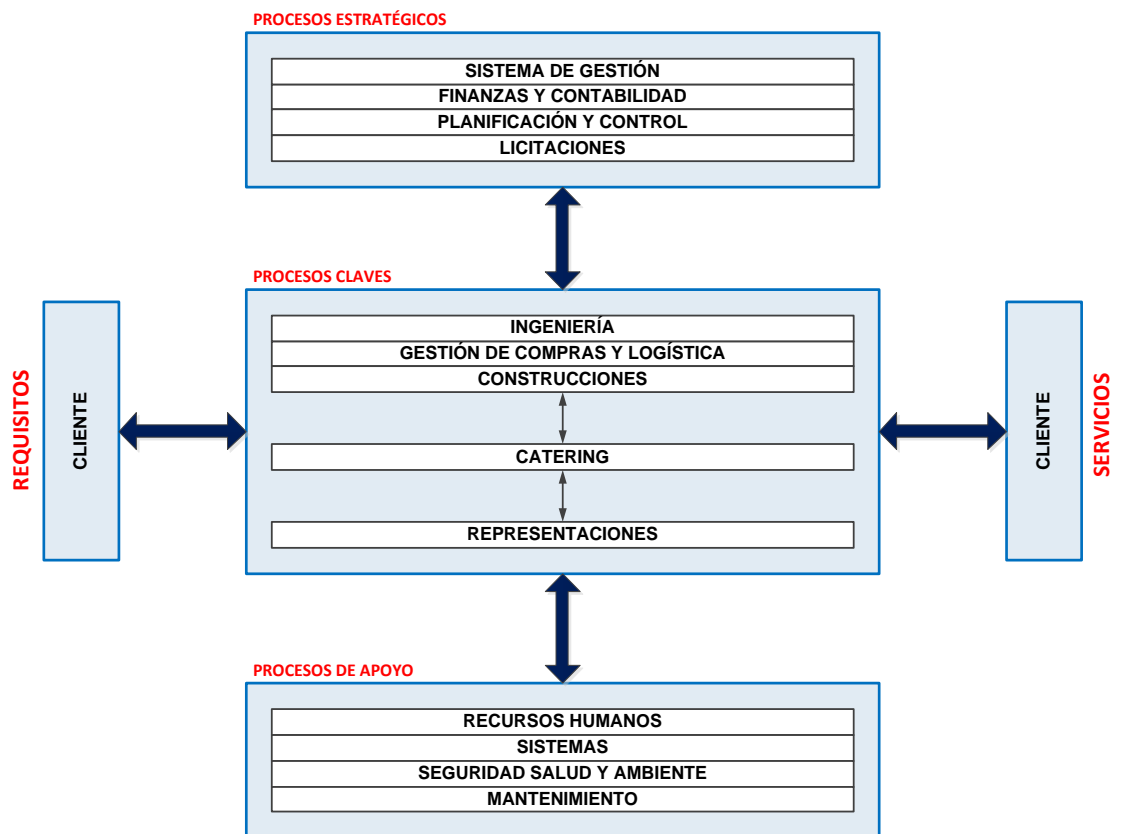 PROCESOS ESTRATÉGICOS
SISTEMA DE GESTIÓN
FINANZAS Y CONTABILIDAD
PLANIFICACIÓN Y CONTROL
LICITACIONES
PROCESOS CLAVES
REQUISITOS
CLIENTE
INGENIERÍA
GESTIÓN DE COMPRAS Y LOGÍSTICA
CONSTRUCCIONES
CATERING
REPRESENTACIONES
CLIENTE
SERVICIOS
PROCESOS DE APOYO
RECURSOS HUMANOS
SISTEMAS
SEGURIDAD SALUD Y AMBIENTE
MANTENIMIENTO